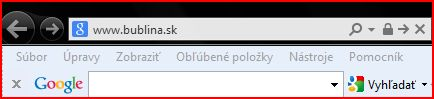 www.bublina.sk
Súbor Úpravy Zobraziť Obľúbené položky Nástroje Pomocník
x Google Vyhľadať